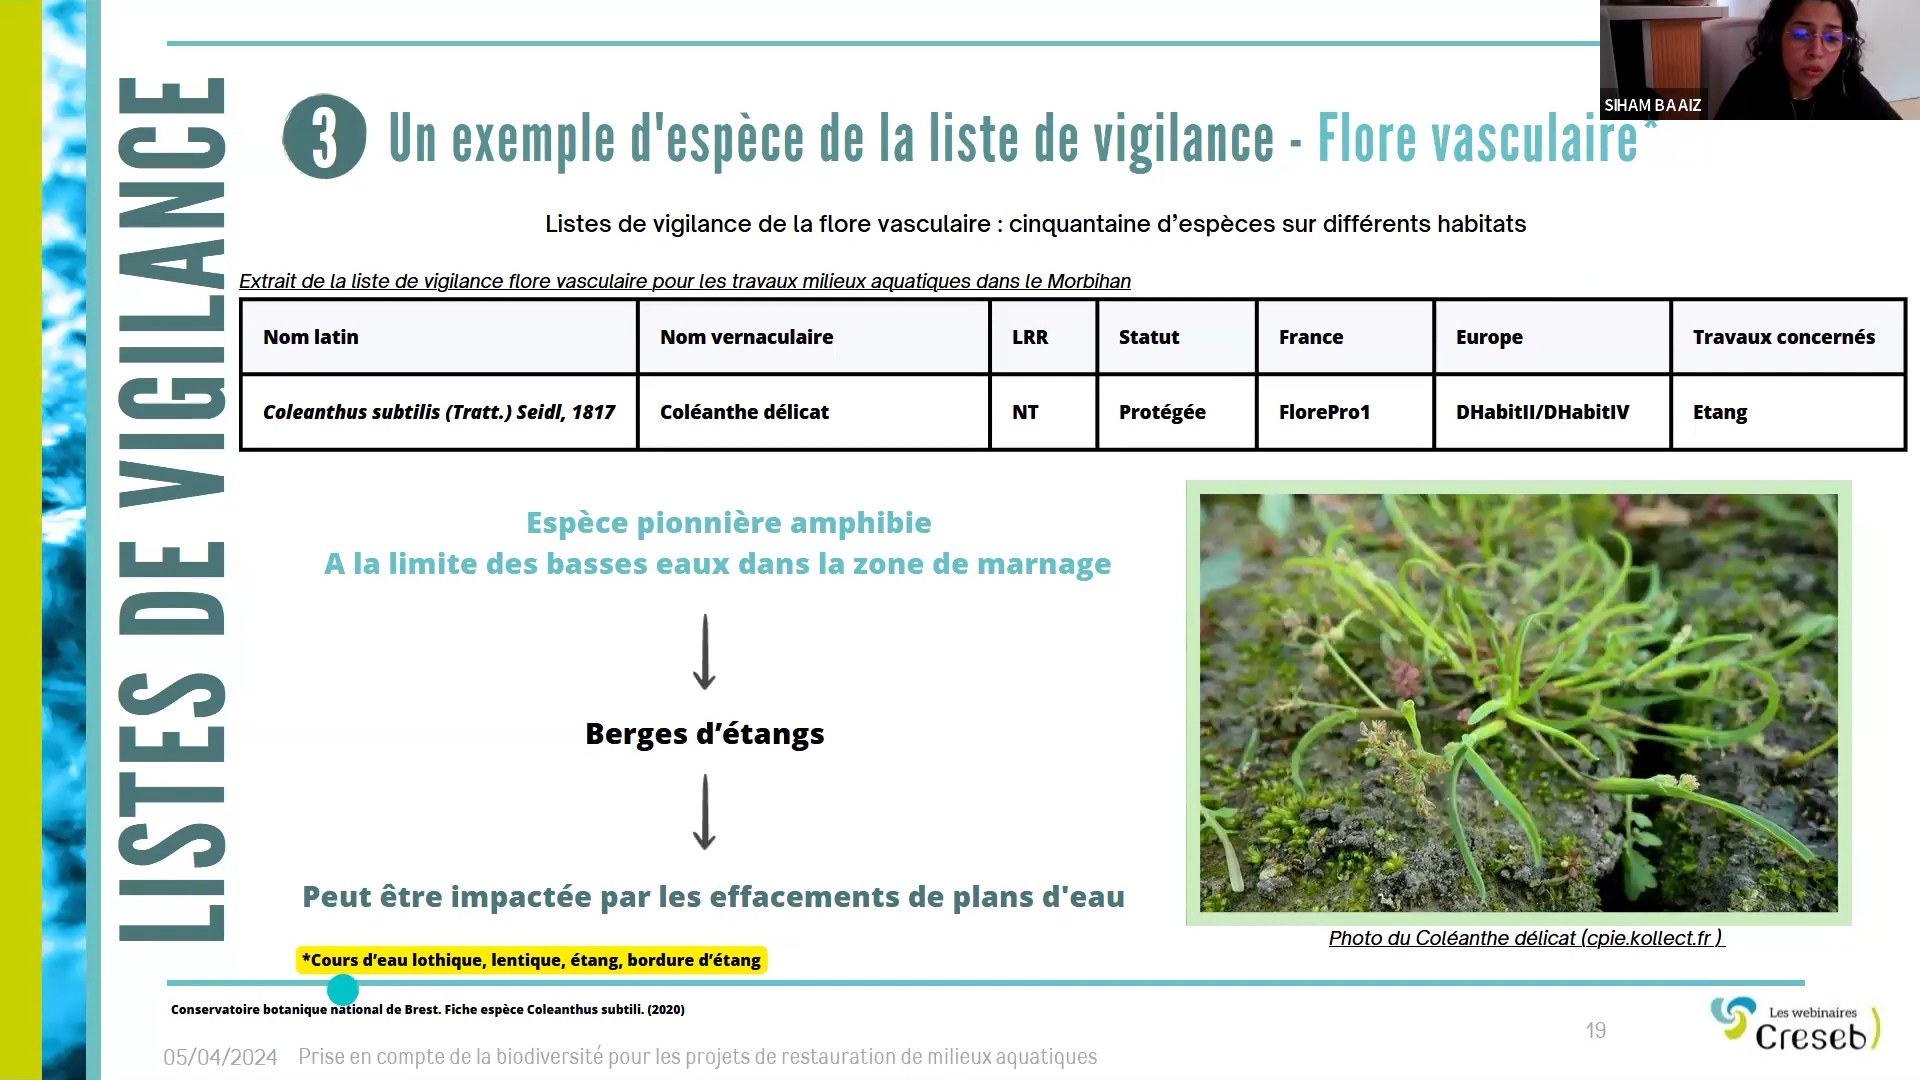 SIHAM BAAIZ
LISTES DE VIGILANCE
3 Un exemple d'espèce de la liste de vigilance - Flore vasculaire*
Listes de vigilance de la flore vasculaire : cinquantaine d’espèces sur différents habitats
Extrait de la liste de vigilance flore vasculaire pour les travaux milieux aquatiques dans le Morbihan
Nom latin Nom vernaculaire LRR Statut France Europe Travaux concernés
Coleanthus subtilis (Tratt.) Seidl, 1817 Coléanthe délicat NT Protégée FlorePro1 DHabitII/DHabitIV Etang
Espèce pionnière amphibie
A la limite des basses eaux dans la zone de marnage
Berges d’étangs
Peut être impactée par les effacements de plans d'eau
Photo du Coléanthe délicat (cpie.kollect.fr )
*Cours d’eau lothique, lentique, étang, bordure d’étang
Conservatoire botanique national de Brest. Fiche espèce Coleanthus subtili. (2020)
05/04/2024 Prise en compte de la biodiversité pour les projets de restauration de milieux aquatiques
19
Les webinaires
Creseb